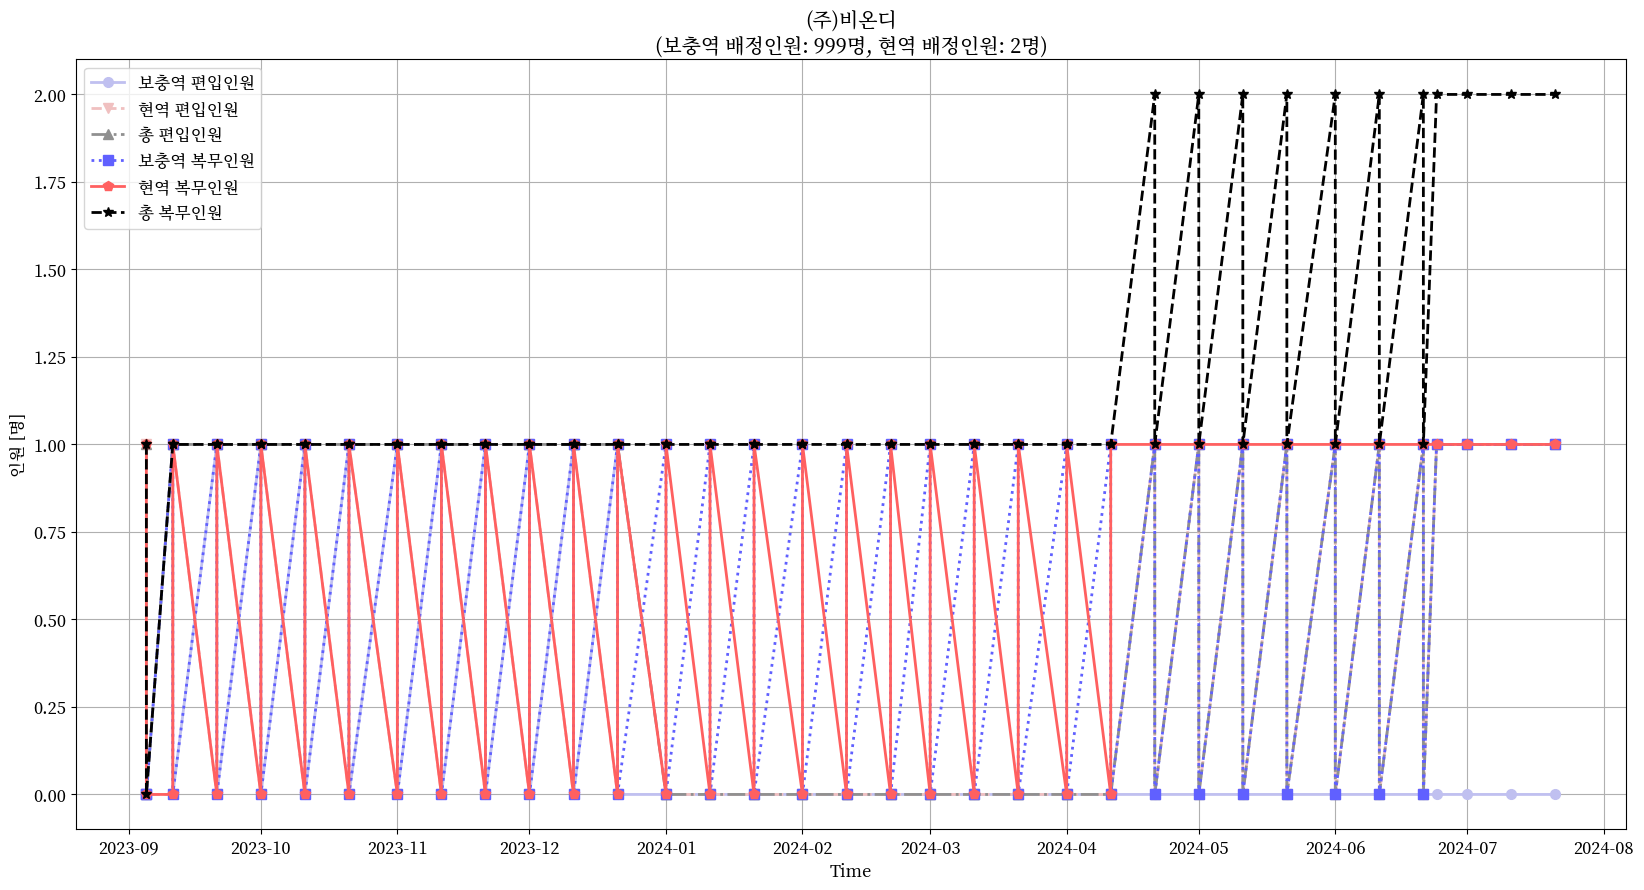 (주)비온디
(보충역 배정인원: 999명, 현역 배정인원: 2명)
보충역 편입인원
현역 편입인원
총 편입인원
보충역 복무인원
현역 복무인원
총 복무인원
인원 [명]
2.00
1.75
1.50
1.25
1.00
0.75
0.50
0.25
0.00
2023-09 2023-10 2023-11 2023-12 2024-01 2024-02 2024-03 2024-04 2024-05 2024-06 2024-07 2024-08
Time